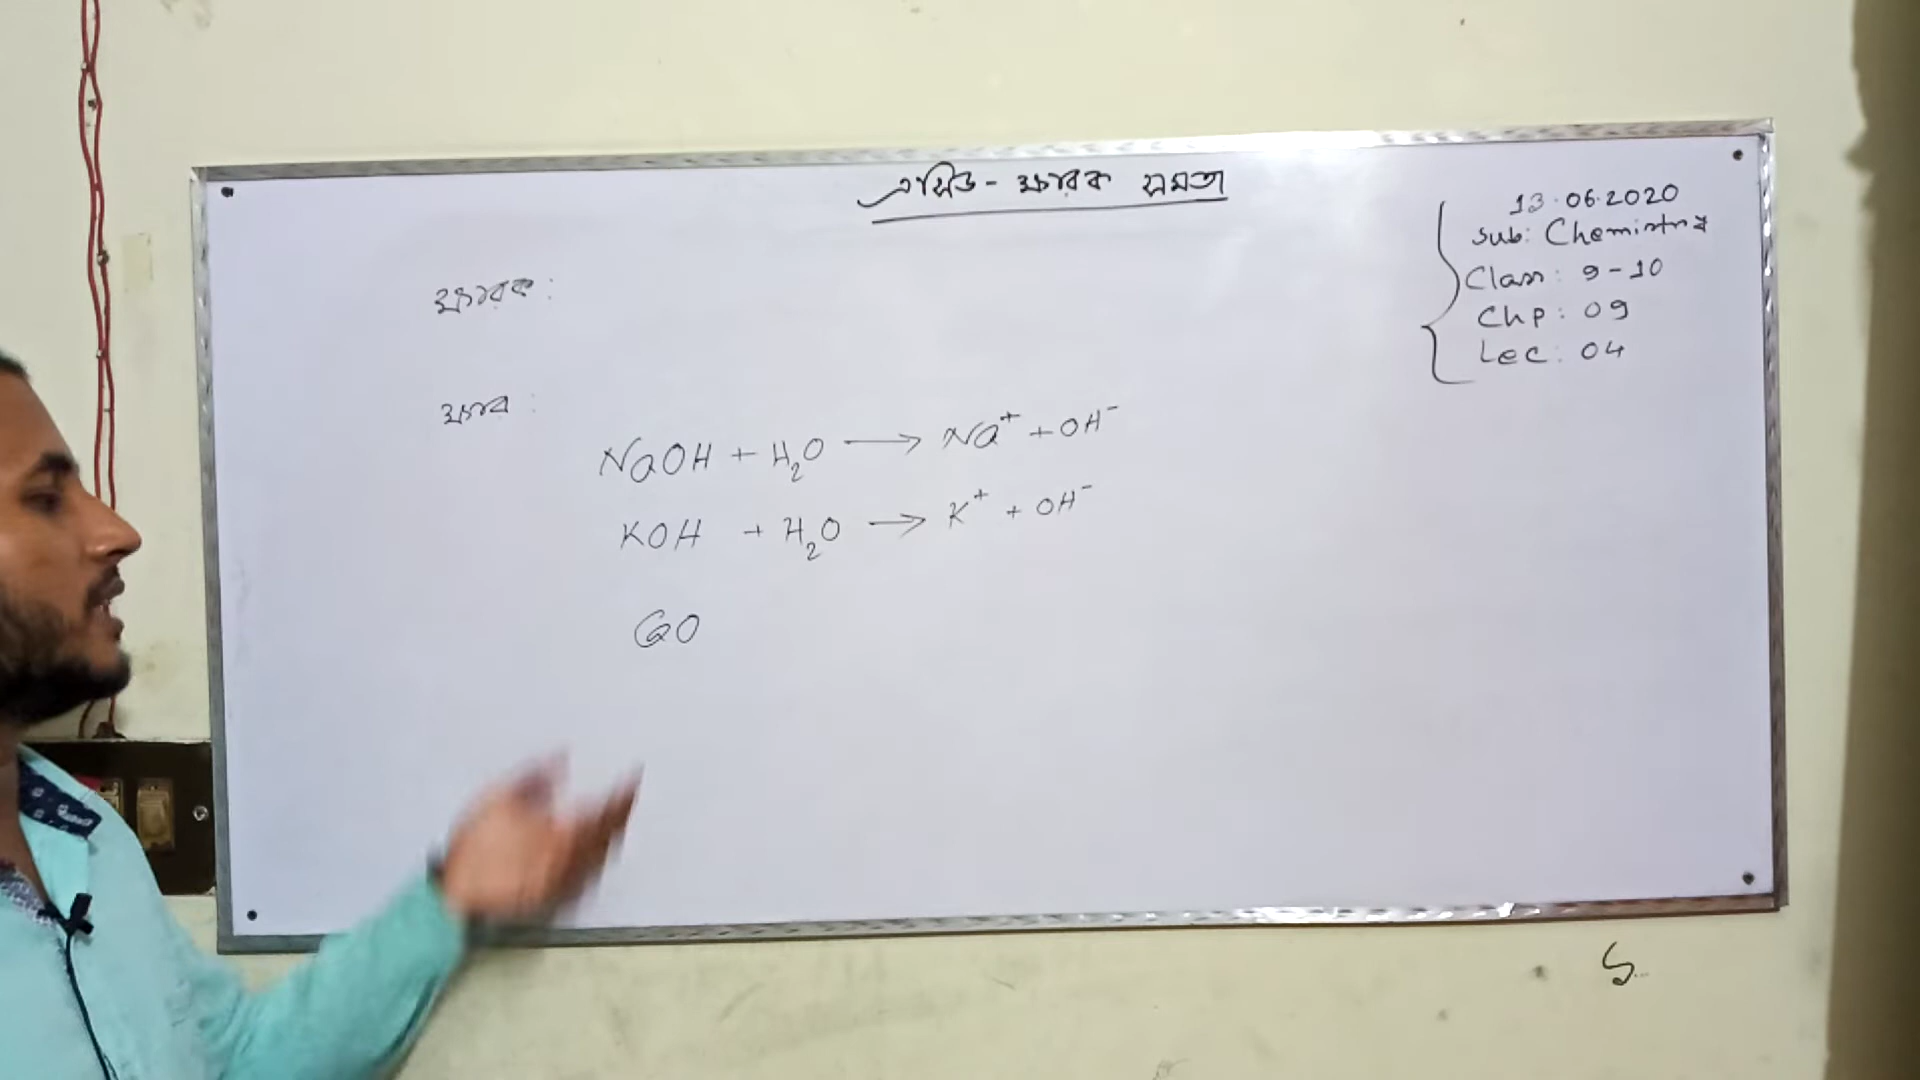 এসিড - ক্ষারক সমতা
13.06.2020
Sub: Chemistry
Class: 9-10
Chp: 09
Lec: 04
ক্ষারক:
ক্ষার:
NaOH + H₂O ⟶ Na⁺ + OH⁻
KOH + H₂O ⟶ K⁺ + OH⁻
CaO